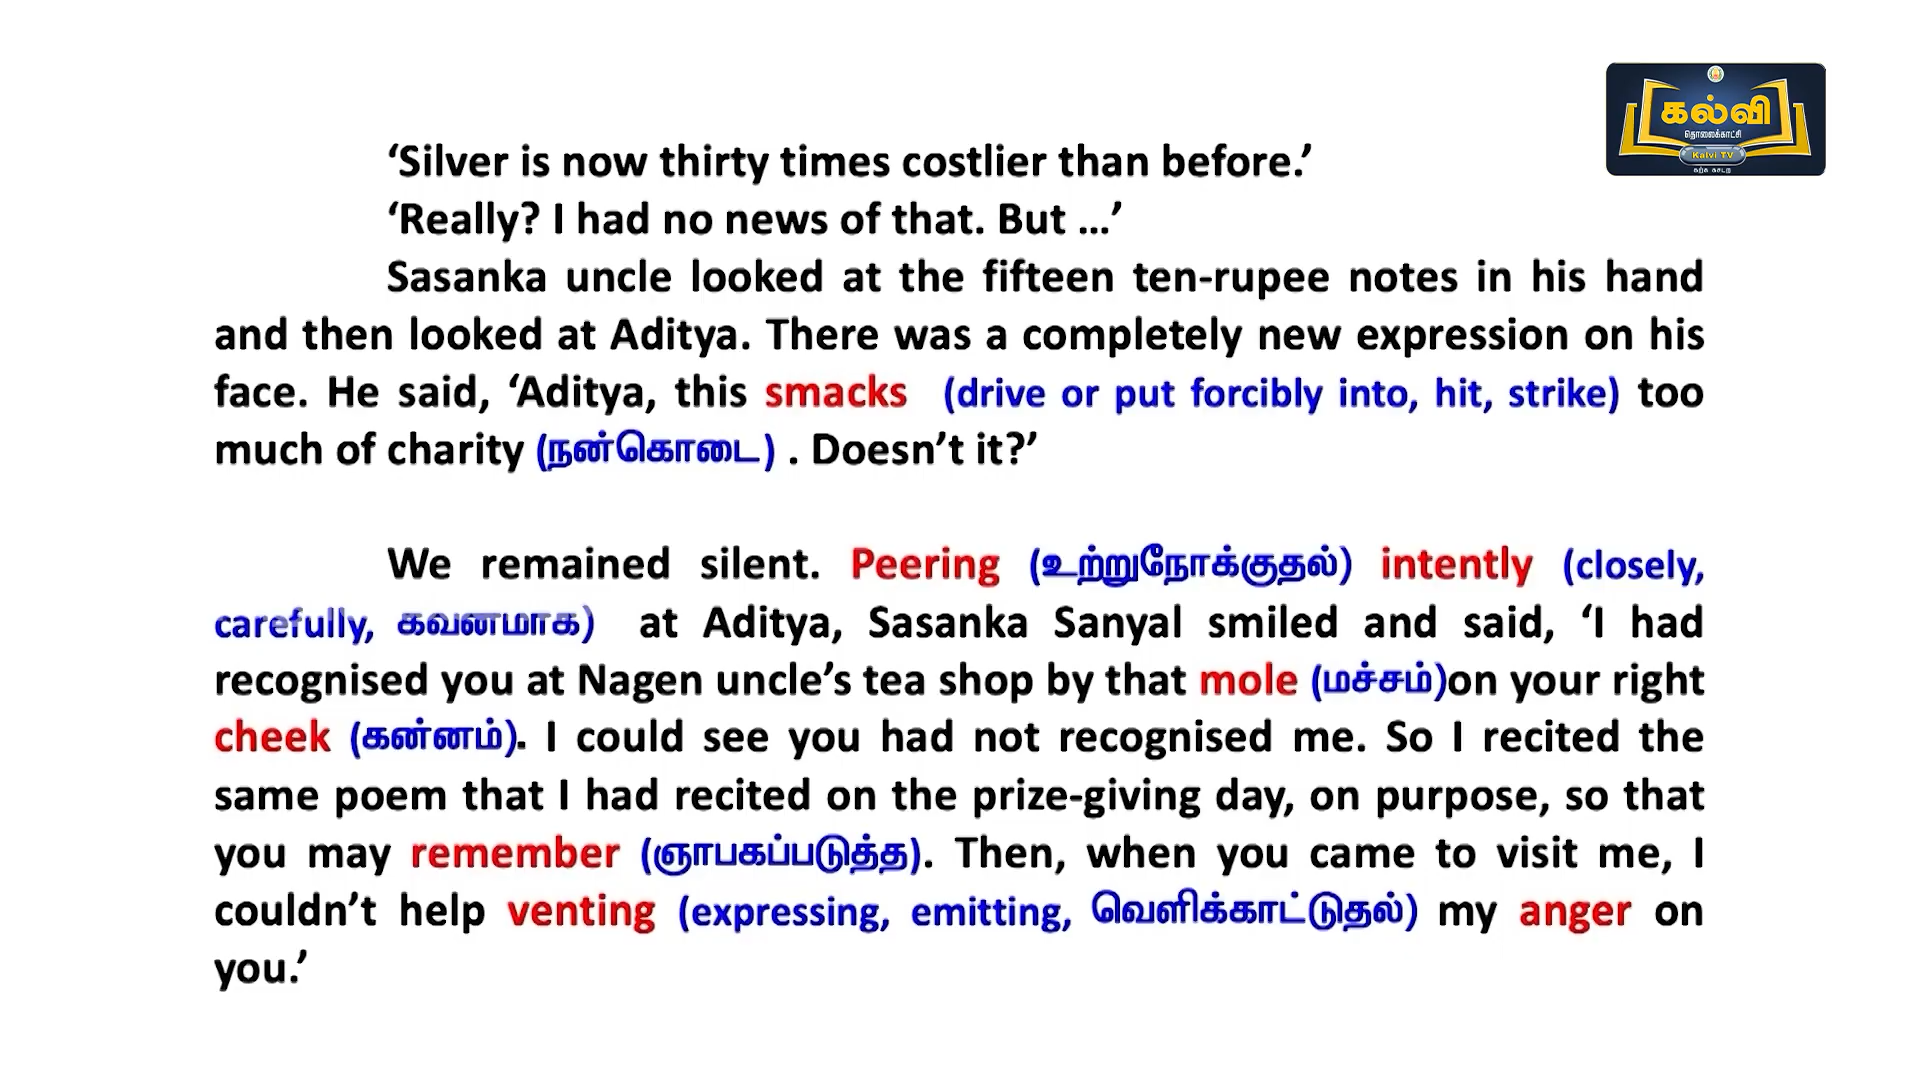 கல்வி
தொலைக்காட்சி
Kalvi TV
கற்க கசடற
‘Silver is now thirty times costlier than before.’
‘Really? I had no news of that. But ...’
Sasanka uncle looked at the fifteen ten-rupee notes in his hand
and then looked at Aditya. There was a completely new expression on his
face. He said, ‘Aditya, this smacks (drive or put forcibly into, hit, strike) too
much of charity (நன்கொடை) . Doesn’t it?’
We remained silent. Peering (உற்றுநோக்குதல்) intently (closely,
carefully, கவனமாக) at Aditya, Sasanka Sanyal smiled and said, ‘I had
recognised you at Nagen uncle’s tea shop by that mole (மச்சம்)on your right
cheek (கன்னம்). I could see you had not recognised me. So I recited the
same poem that I had recited on the prize-giving day, on purpose, so that
you may remember (ஞாபகப்படுத்த). Then, when you came to visit me, I
couldn’t help venting (expressing, emitting, வெளிக்காட்டுதல்) my anger on
you.’